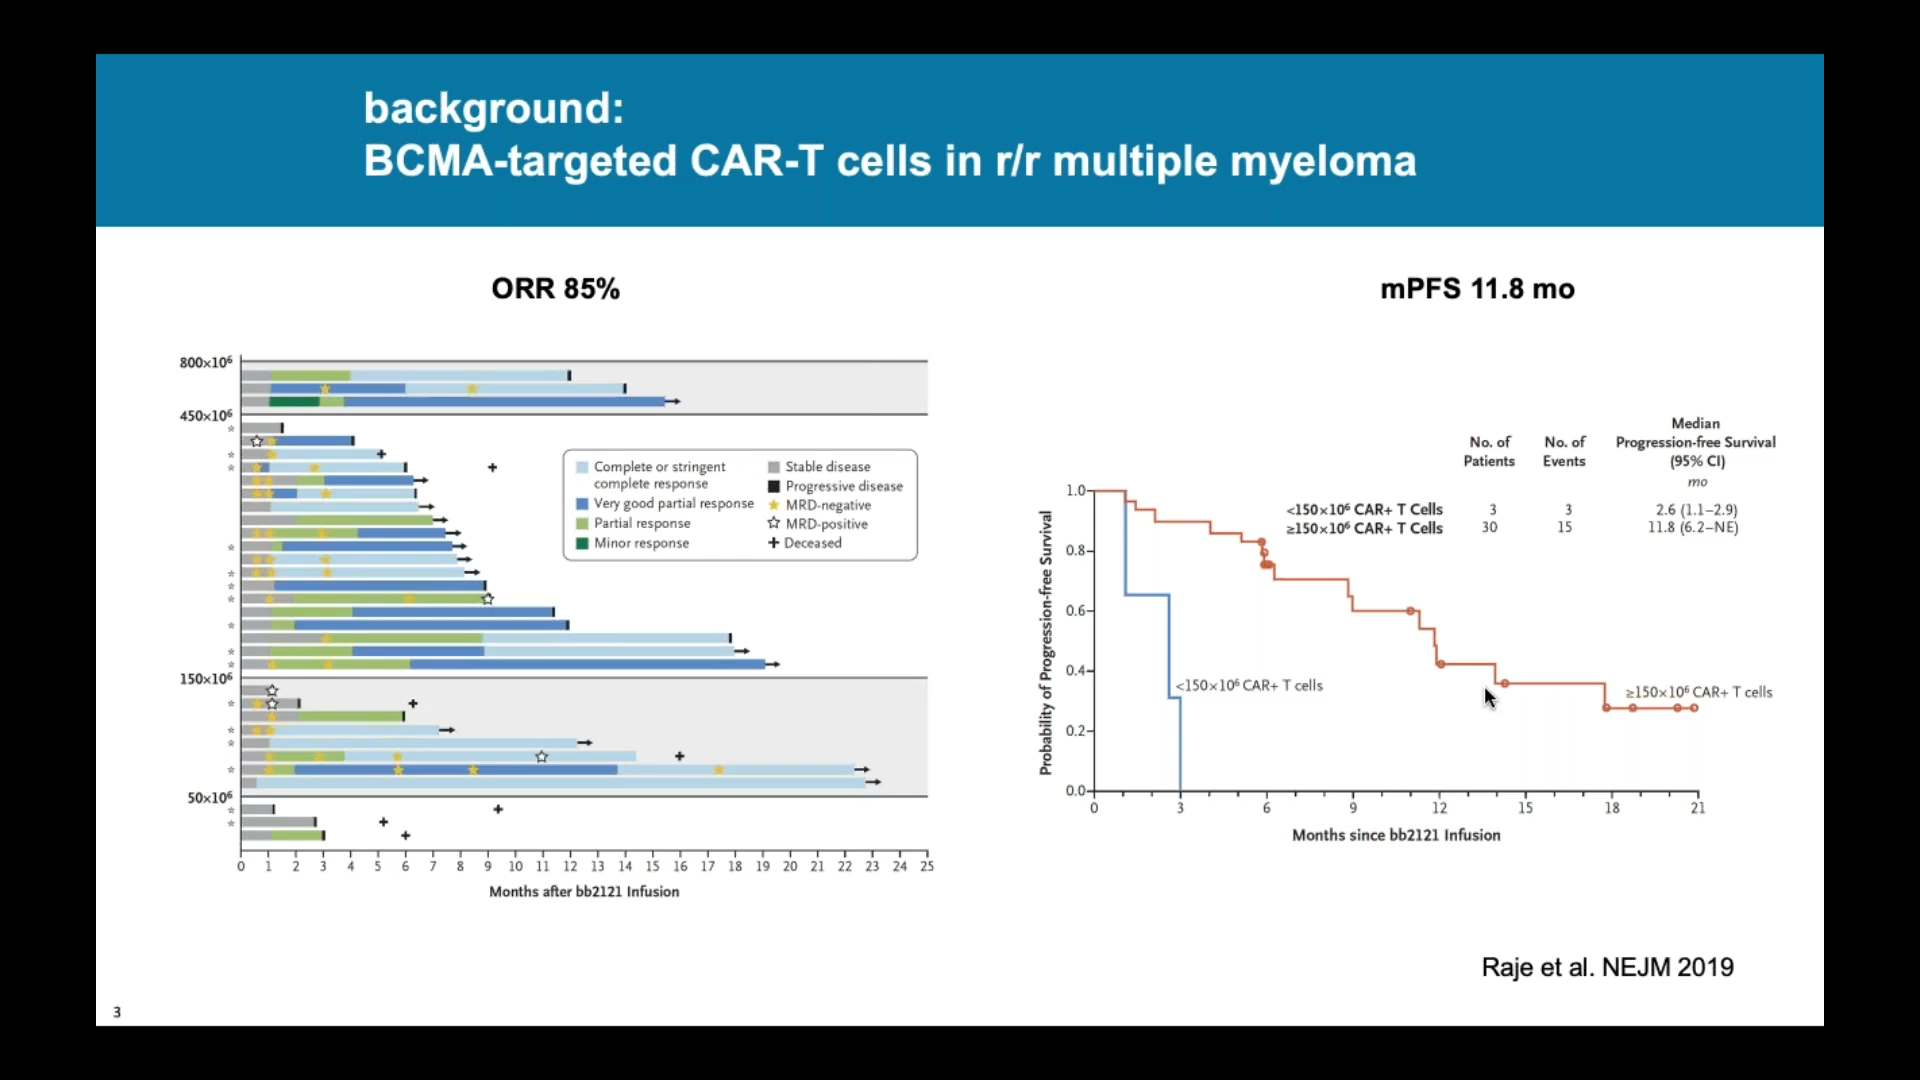 background:
BCMA-targeted CAR-T cells in r/r multiple myeloma
ORR 85%
800×10⁶
450×10⁶
150×10⁶
50×10⁶
Complete or stringent
complete response
Very good partial response
Partial response
Minor response
Stable disease
Progressive disease
MRD-negative
MRD-positive
Deceased
0 1 2 3 4 5 6 7 8 9 10 11 12 13 14 15 16 17 18 19 20 21 22 23 24 25
Months after bb2121 Infusion
mPFS 11.8 mo
No. of
Patients
No. of
Events
Median
Progression-free Survival
(95% CI)
mo
<150×10⁶ CAR+ T Cells 3 3 2.6 (1.1–2.9)
≥150×10⁶ CAR+ T Cells 30 15 11.8 (6.2–NE)
Probability of Progression-free Survival
1.0
0.8
0.6
0.4
0.2
0.0
<150×10⁶ CAR+ T cells
≥150×10⁶ CAR+ T cells
0 3 6 9 12 15 18 21
Months since bb2121 Infusion
Raje et al. NEJM 2019
3